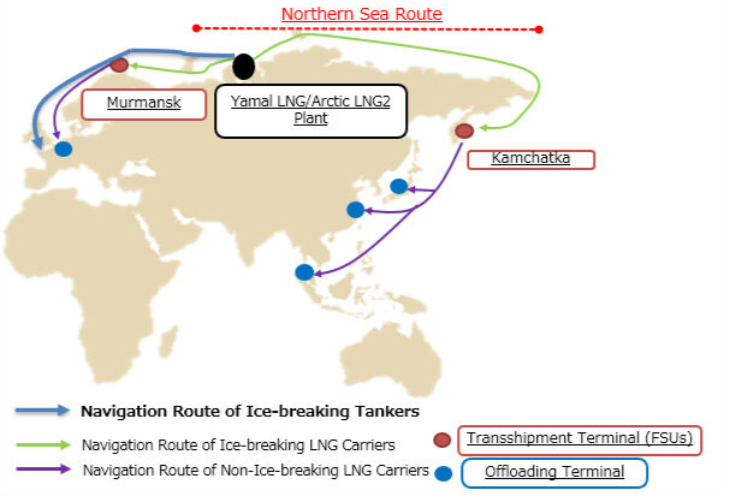 Northern Sea Route
Murmansk
Yamal LNG/Arctic LNG2
Plant
Kamchatka
Navigation Route of Ice-breaking Tankers
Navigation Route of Ice-breaking LNG Carriers
Transshipment Terminal (FSUs)
Navigation Route of Non-Ice-breaking LNG Carriers
Offloading Terminal